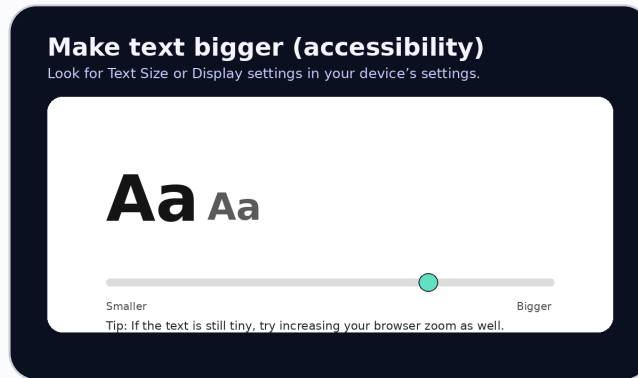 Make text bigger (accessibility)
Look for Text Size or Display settings in your device’s settings.
Aa Aa
Smaller Bigger
Tip: If the text is still tiny, try increasing your browser zoom as well.